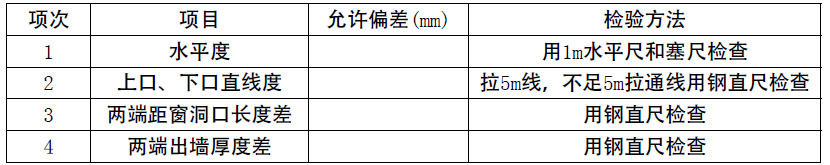 项次 项目 允许偏差(mm) 检验方法
1 水平度 用1m水平尺和塞尺检查
2 上口、下口直线度 拉5m线，不足5m拉通线用钢直尺检查
3 两端距窗洞口长度差 用钢直尺检查
4 两端出墙厚度差 用钢直尺检查